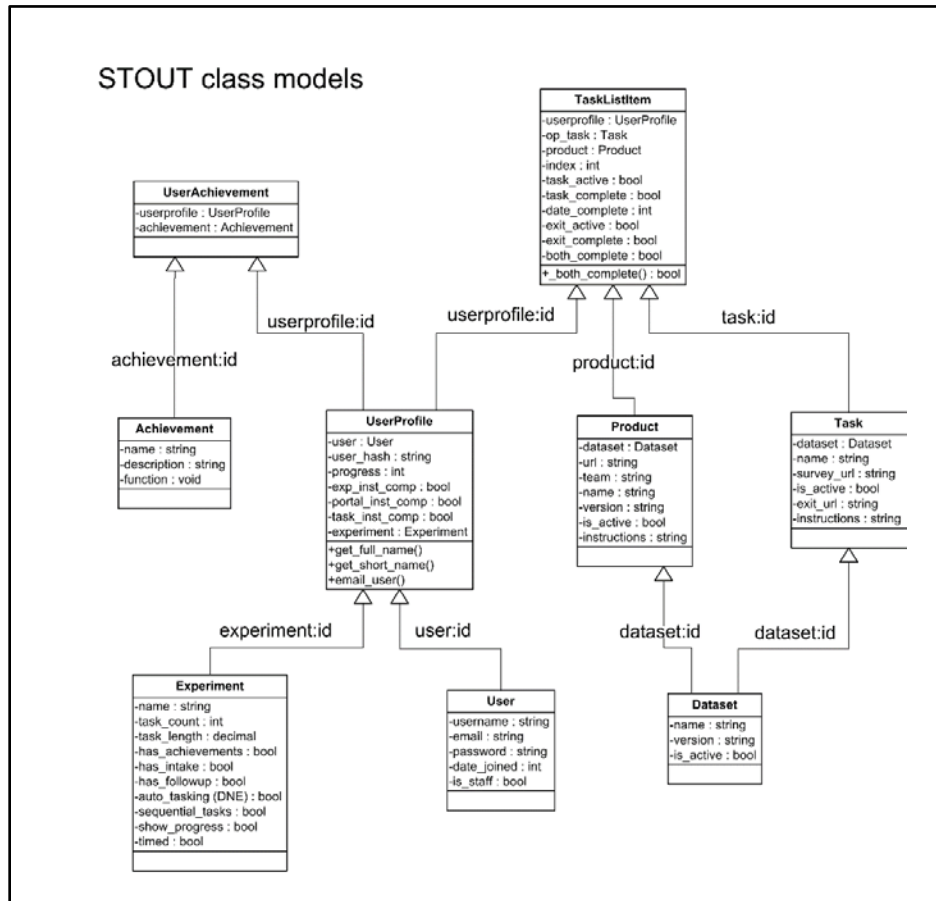 STOUT class models
TaskListItem
-userprofile : UserProfile
-op_task : Task
-product : Product
-index : int
-task_active : bool
-task_complete : bool
-date_complete : int
-exit_active : bool
-exit_complete : bool
-both_complete : bool
+_both_complete() : bool
UserAchievement
-userprofile : UserProfile
-achievement : Achievement
userprofile:id
userprofile:id
task:id
achievement:id
product:id
Achievement
-name : string
-description : string
-function : void
UserProfile
-user : User
-user_hash : string
-progress : int
-exp_inst_comp : bool
-portal_inst_comp : bool
-task_inst_comp : bool
-experiment : Experiment
+get_full_name()
+get_short_name()
+email_user()
Product
-dataset : Dataset
-url : string
-team : string
-name : string
-version : string
-is_active : bool
-instructions : string
Task
-dataset : Dataset
-name : string
-survey_url : string
-is_active : bool
-exit_url : string
-instructions : string
experiment:id
user:id
dataset:id
dataset:id
Experiment
-name : string
-task_count : int
-task_length : decimal
-has_achievements : bool
-has_intake : bool
-has_followup : bool
-auto_tasking (DNE) : bool
-sequential_tasks : bool
-show_progress : bool
-timed : bool
User
-username : string
-email : string
-password : string
-date_joined : int
-is_staff : bool
Dataset
-name : string
-version : string
-is_active : bool